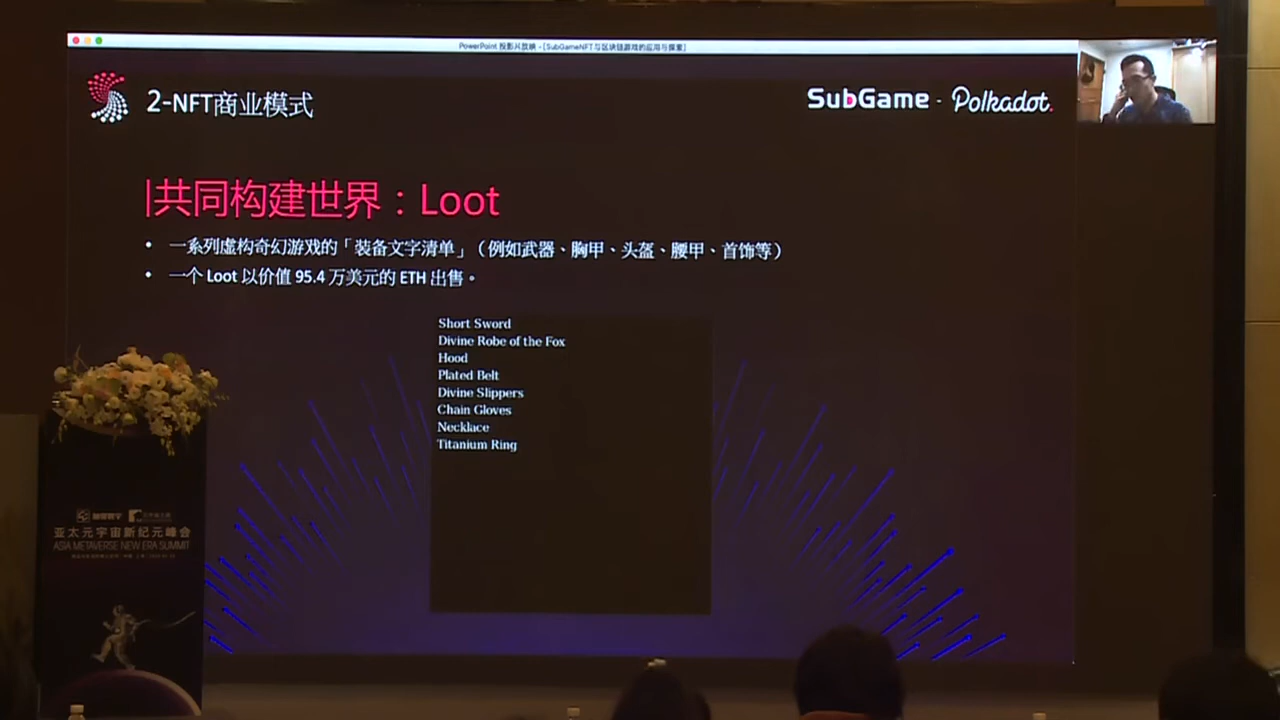 PowerPoint 投影片放映 - [SubGameNFT与区块链游戏的应用与探索]
2-NFT商业模式
SubGame · Polkadot.
共同构建世界：Loot
• 一系列虚构奇幻游戏的「装备文字清单」（例如武器、胸甲、头盔、腰甲、首饰等）
• 一个 Loot 以价值 95.4 万美元的 ETH 出售。
Short Sword
Divine Robe of the Fox
Hood
Plated Belt
Divine Slippers
Chain Gloves
Necklace
Titanium Ring
亚太元宇宙新纪元峰会
ASIA METAVERSE NEW ERA SUMMIT